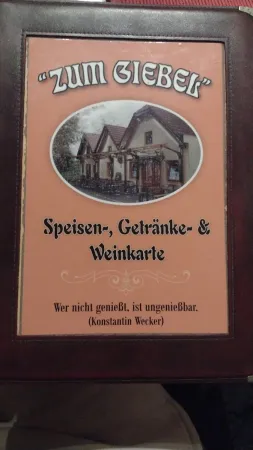 "ZUM GIEBEL"
Speisen-, Getränke- &
Weinkarte
Wer nicht genießt, ist ungenießbar.
(Konstantin Wecker)